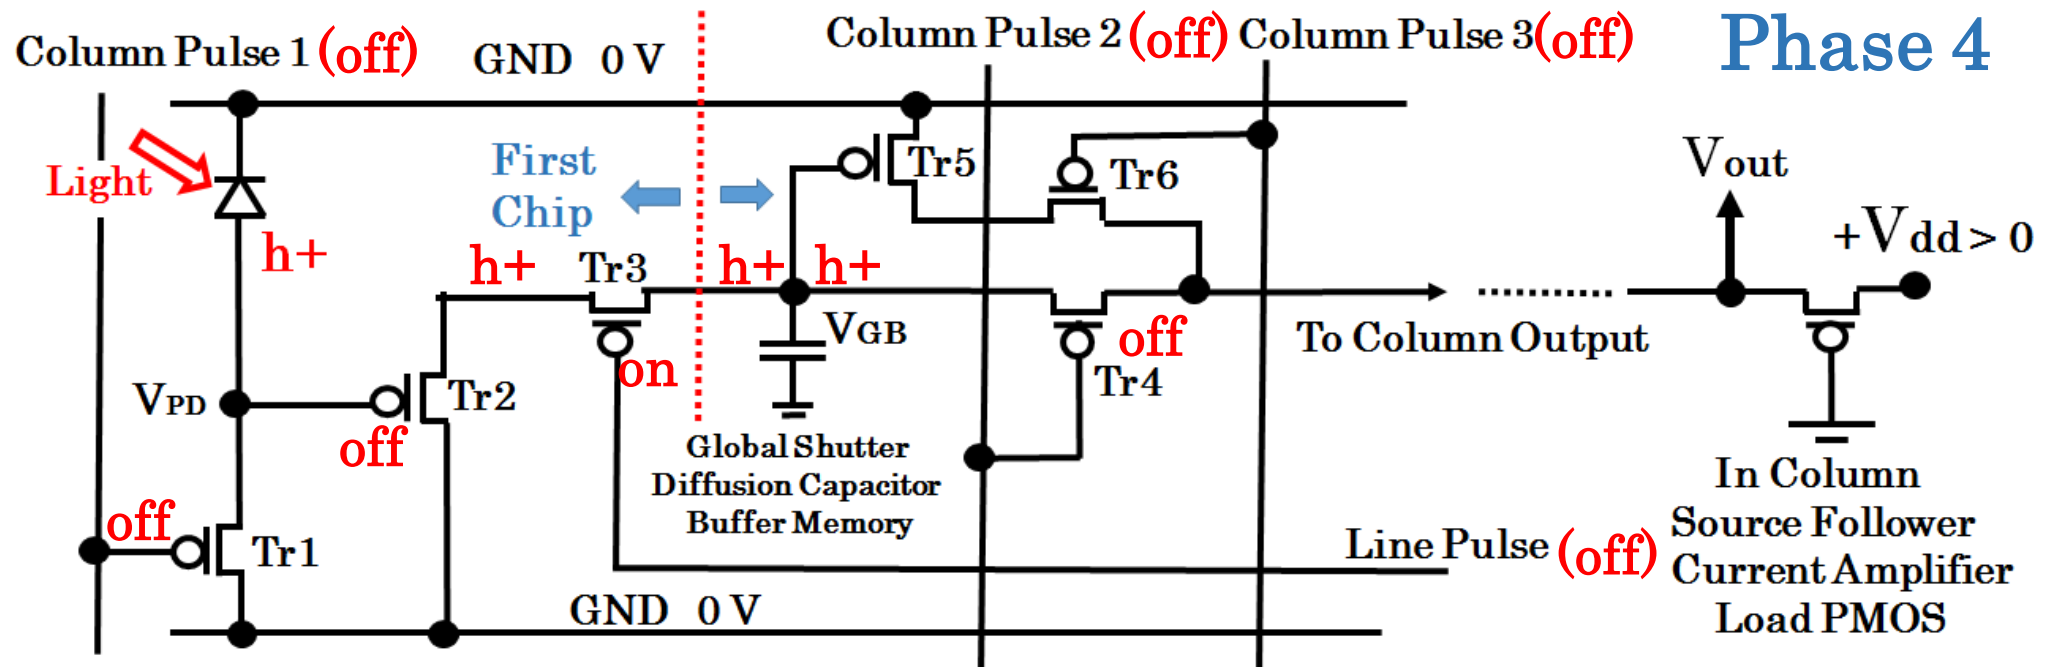 Column Pulse 1 (off)
GND 0 V
Column Pulse 2 (off)
Column Pulse 3 (off)
Phase 4
Light
First
Chip
h+
h+
Tr3
h+
h+
Tr5
Tr6
Vout
+Vdd > 0
VGB
on
off
Tr4
To Column Output
VPD
Tr2
off
Global Shutter
Diffusion Capacitor
Buffer Memory
off
Tr1
Line Pulse (off)
GND 0 V
In Column
Source Follower
Current Amplifier
Load PMOS